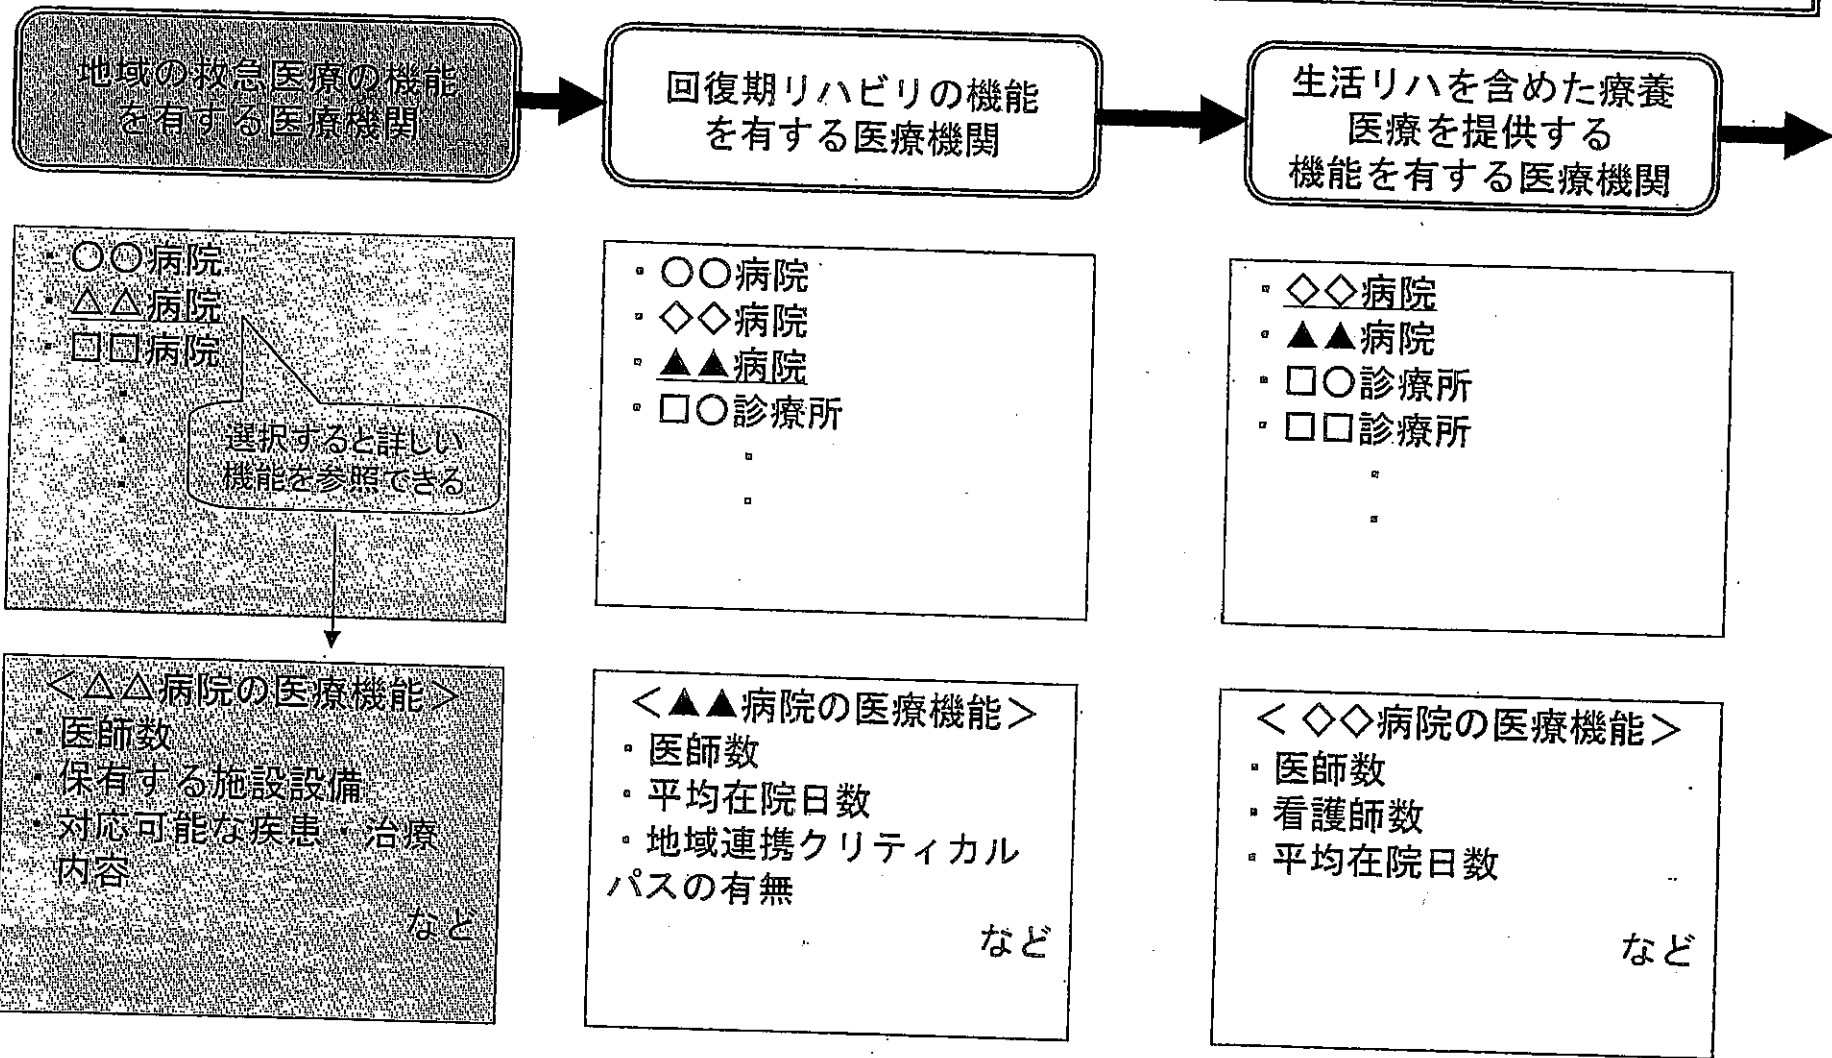 地域の救急医療の機能
を有する医療機関
回復期リハビリの機能
を有する医療機関
生活リハを含めた療養
医療を提供する
機能を有する医療機関
・○○病院
・△△病院
・□□病院
・
・
・
選択すると詳しい
機能を参照できる
・○○病院
・◇◇病院
・▲▲病院
・□○診療所
・
・
・◇◇病院
・▲▲病院
・□○診療所
・□□診療所
・
・
＜△△病院の医療機能＞
・医師数
・保有する施設設備
・対応可能な疾患・治療
内容
など
＜▲▲病院の医療機能＞
・医師数
・平均在院日数
・地域連携クリティカル
パスの有無
など
＜◇◇病院の医療機能＞
・医師数
・看護師数
・平均在院日数
など